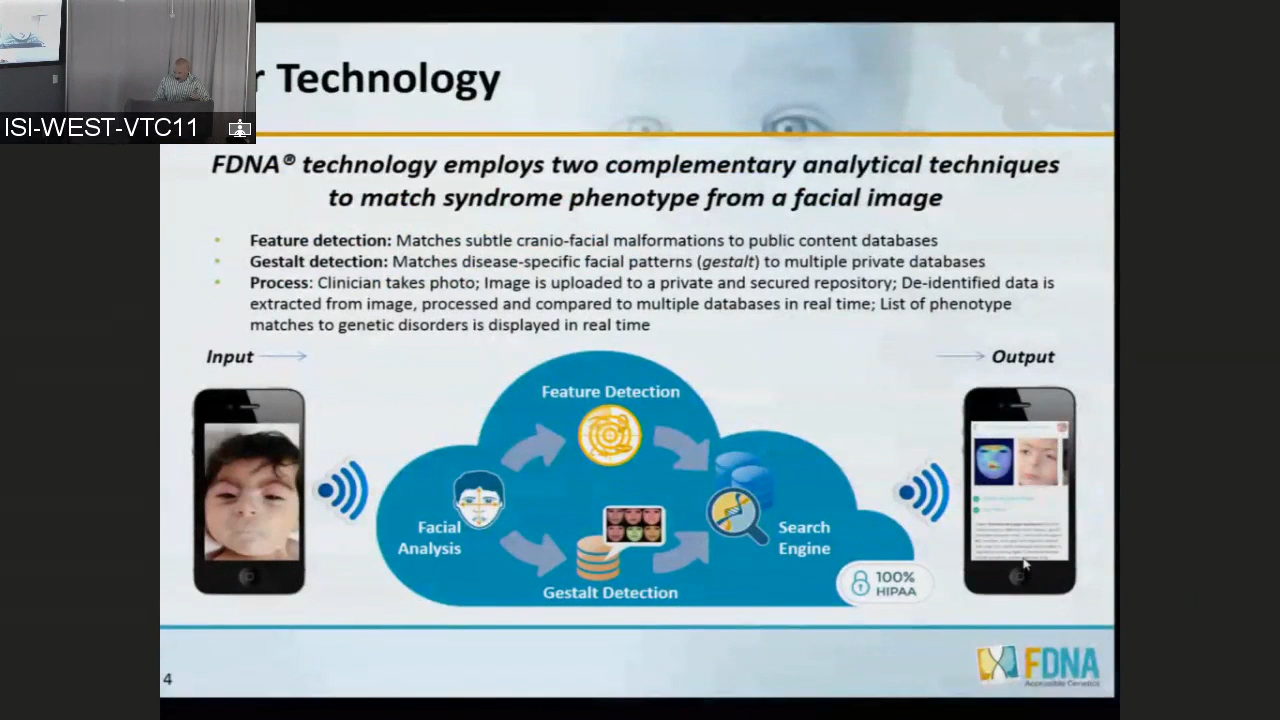 ISI-WEST-VTC11
r Technology
FDNA® technology employs two complementary analytical techniques
to match syndrome phenotype from a facial image
• Feature detection: Matches subtle cranio-facial malformations to public content databases
• Gestalt detection: Matches disease-specific facial patterns (gestalt) to multiple private databases
• Process: Clinician takes photo; Image is uploaded to a private and secured repository; De-identified data is
extracted from image, processed and compared to multiple databases in real time; List of phenotype
matches to genetic disorders is displayed in real time
Input
Output
Feature Detection
Facial
Analysis
Search
Engine
Gestalt Detection
100%
HIPAA
FDNA
Accessible Genetics
4